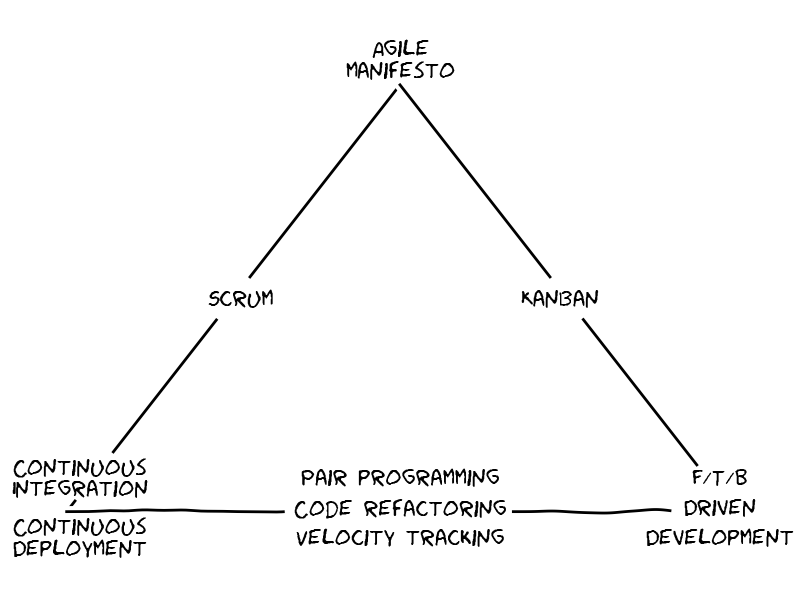 AGILE
MANIFESTO
SCRUM
KANBAN
CONTINUOUS
INTEGRATION
CONTINUOUS
DEPLOYMENT
PAIR PROGRAMMING
CODE REFACTORING
VELOCITY TRACKING
F/T/B
DRIVEN
DEVELOPMENT